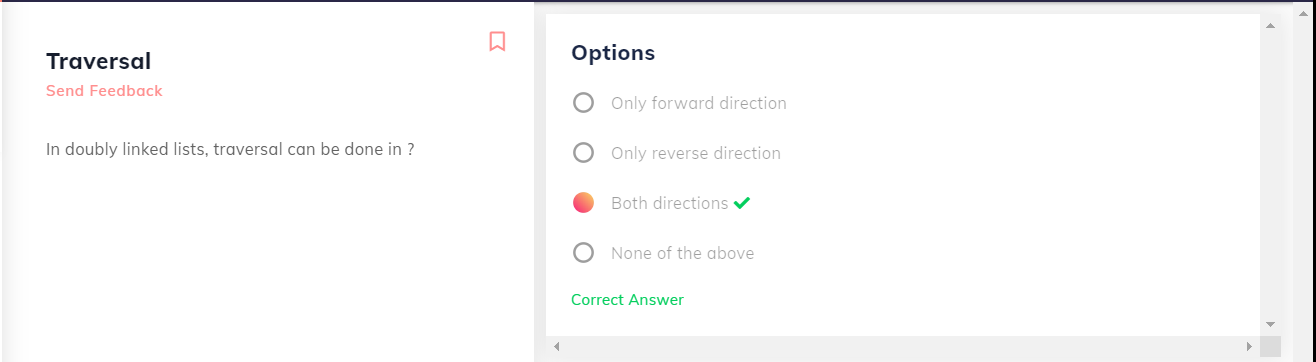 Traversal
Send Feedback
In doubly linked lists, traversal can be done in ?
Options
Only forward direction
Only reverse direction
Both directions
None of the above
Correct Answer